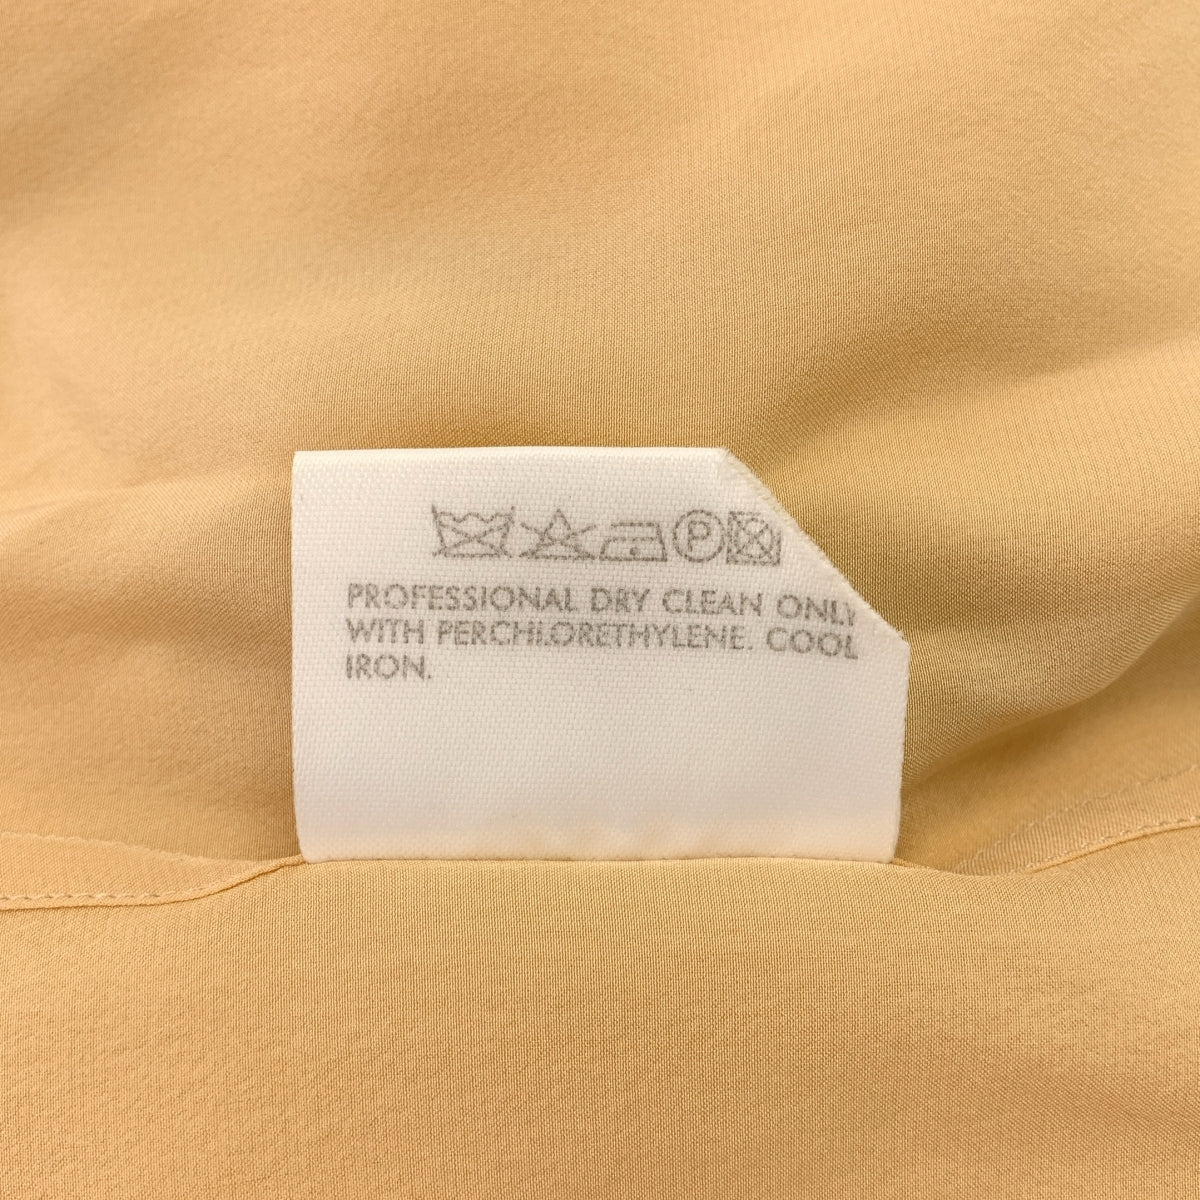 P
PROFESSIONAL DRY CLEAN ONLY
WITH PERCHLORETHYLENE. COOL
IRON.